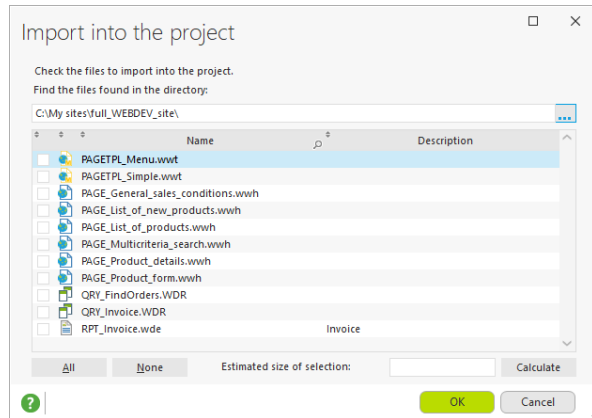 Import into the project
Check the files to import into the project.
Find the files found in the directory:
C:\My sites\full_WEBDEV_site\
...
Name Description
PAGETPL_Menu.wwt
PAGETPL_Simple.wwt
PAGE_General_sales_conditions.wwh
PAGE_List_of_new_products.wwh
PAGE_List_of_products.wwh
PAGE_Multicriteria_search.wwh
PAGE_Product_details.wwh
PAGE_Product_form.wwh
QRY_FindOrders.WDR
QRY_Invoice.WDR
RPT_Invoice.wde Invoice
All None Estimated size of selection: Calculate
? OK Cancel